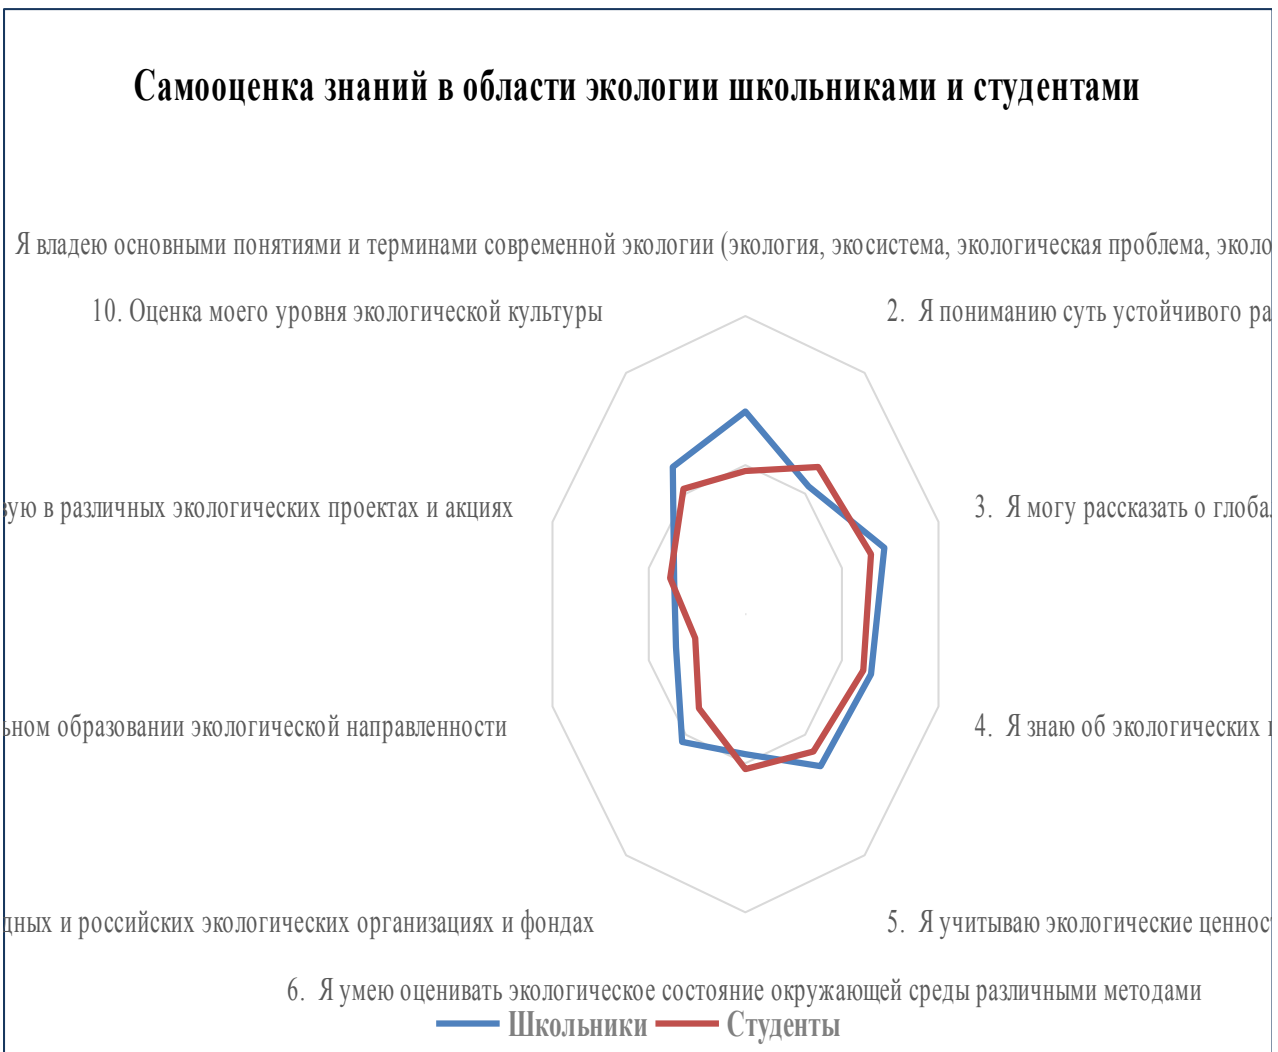 Самооценка знаний в области экологии школьниками и студентами
Я владею основными понятиями и терминами современной экологии (экология, экосистема, экологическая проблема, эколо
10. Оценка моего уровня экологической культуры
2. Я пониманию суть устойчивого ра
вую в различных экологических проектах и акциях
3. Я могу рассказать о глоба
ьном образовании экологической направленности
4. Я знаю об экологических
дных и российских экологических организациях и фондах
5. Я учитываю экологические ценнос
6. Я умею оценивать экологическое состояние окружающей среды различными методами
Школьники Студенты